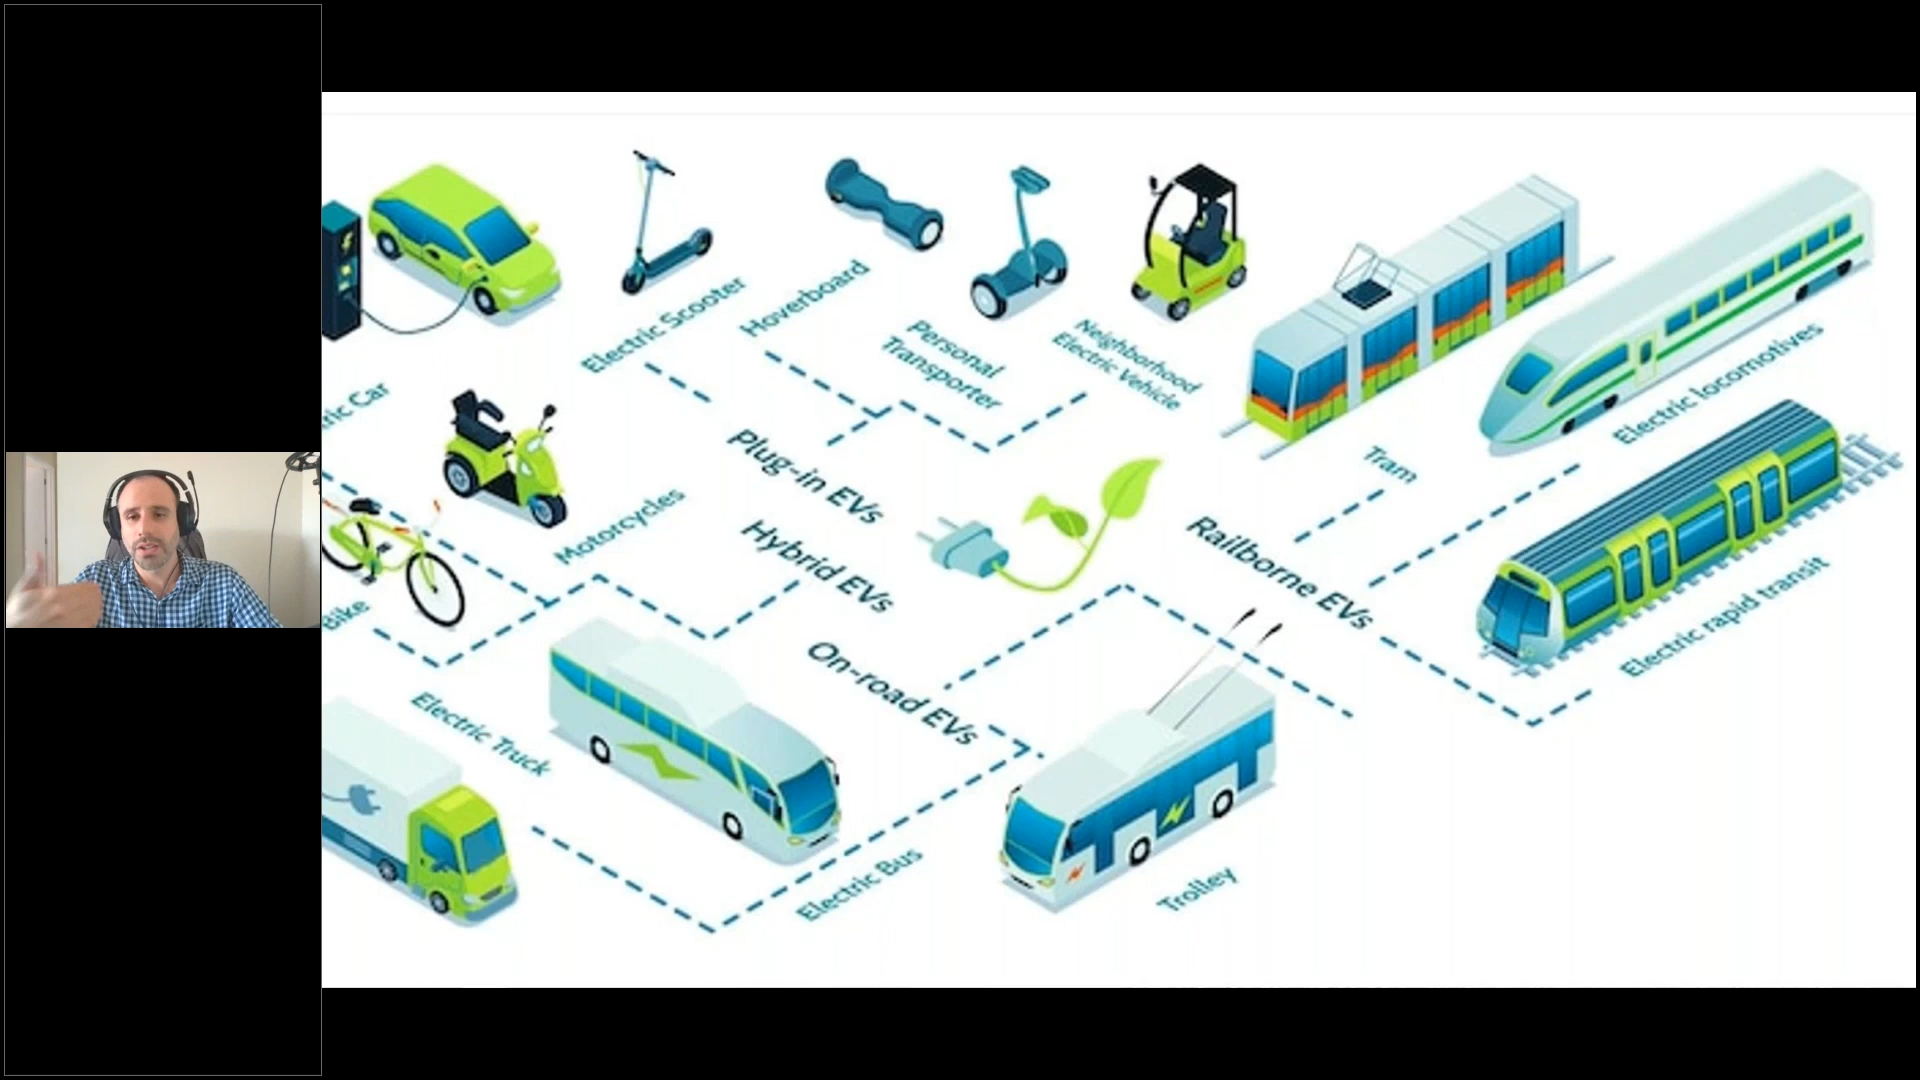 Electric Scooter
Hoverboard
Personal
Transporter
Neighborhood
Electric Vehicle
Electric locomotives
tric Car
Motorcycles
Plug-in EVs
Tram
Hybrid EVs
Railborne EVs
Electric rapid transit
Bike
On-road EVs
Electric Truck
Electric Bus
Trolley